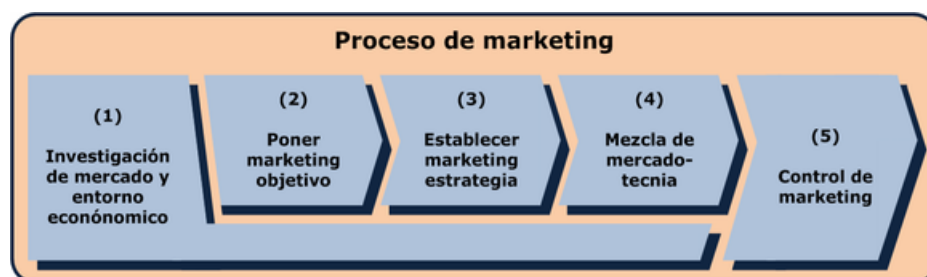 Proceso de marketing
(1)
Investigación
de mercado y
entorno
econónomico
(2)
Poner
marketing
objetivo
(3)
Establecer
marketing
estrategia
(4)
Mezcla de
mercado-
tecnia
(5)
Control de
marketing